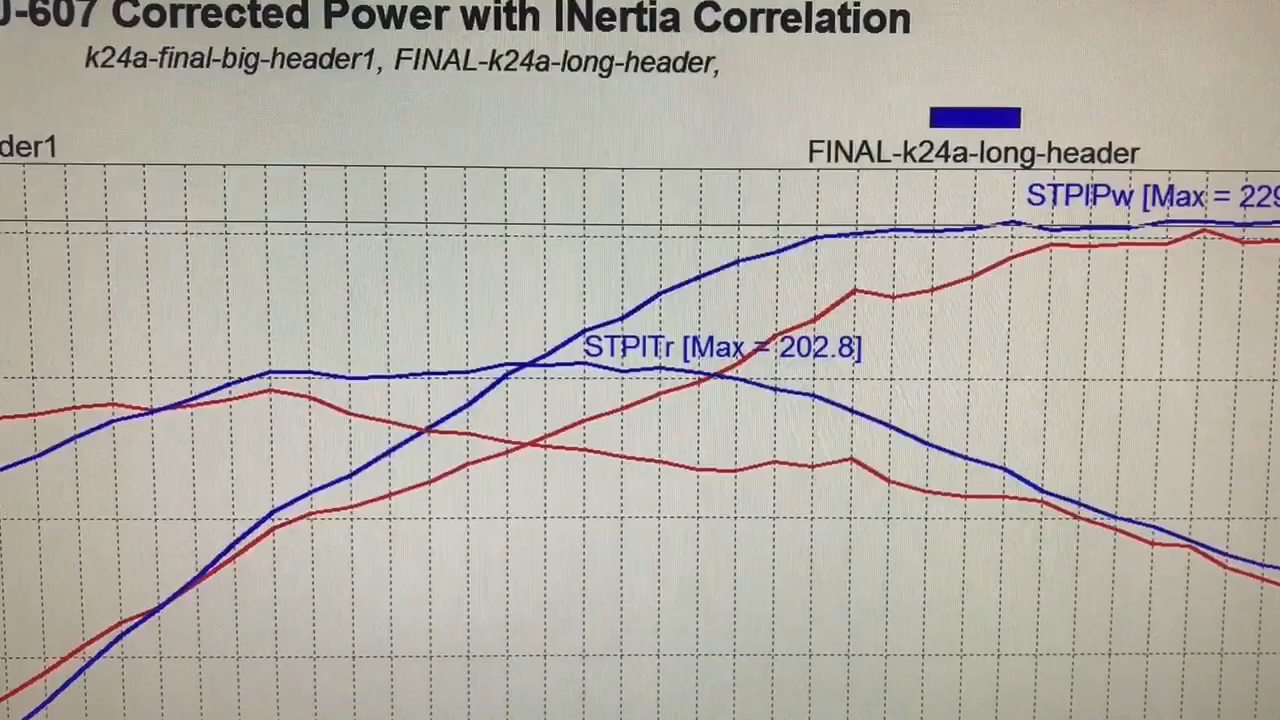 J-607 Corrected Power with INertia Correlation
k24a-final-big-header1, FINAL-k24a-long-header,
der1
FINAL-k24a-long-header
STPIPw [Max = 229
STPITr [Max = 202.8]